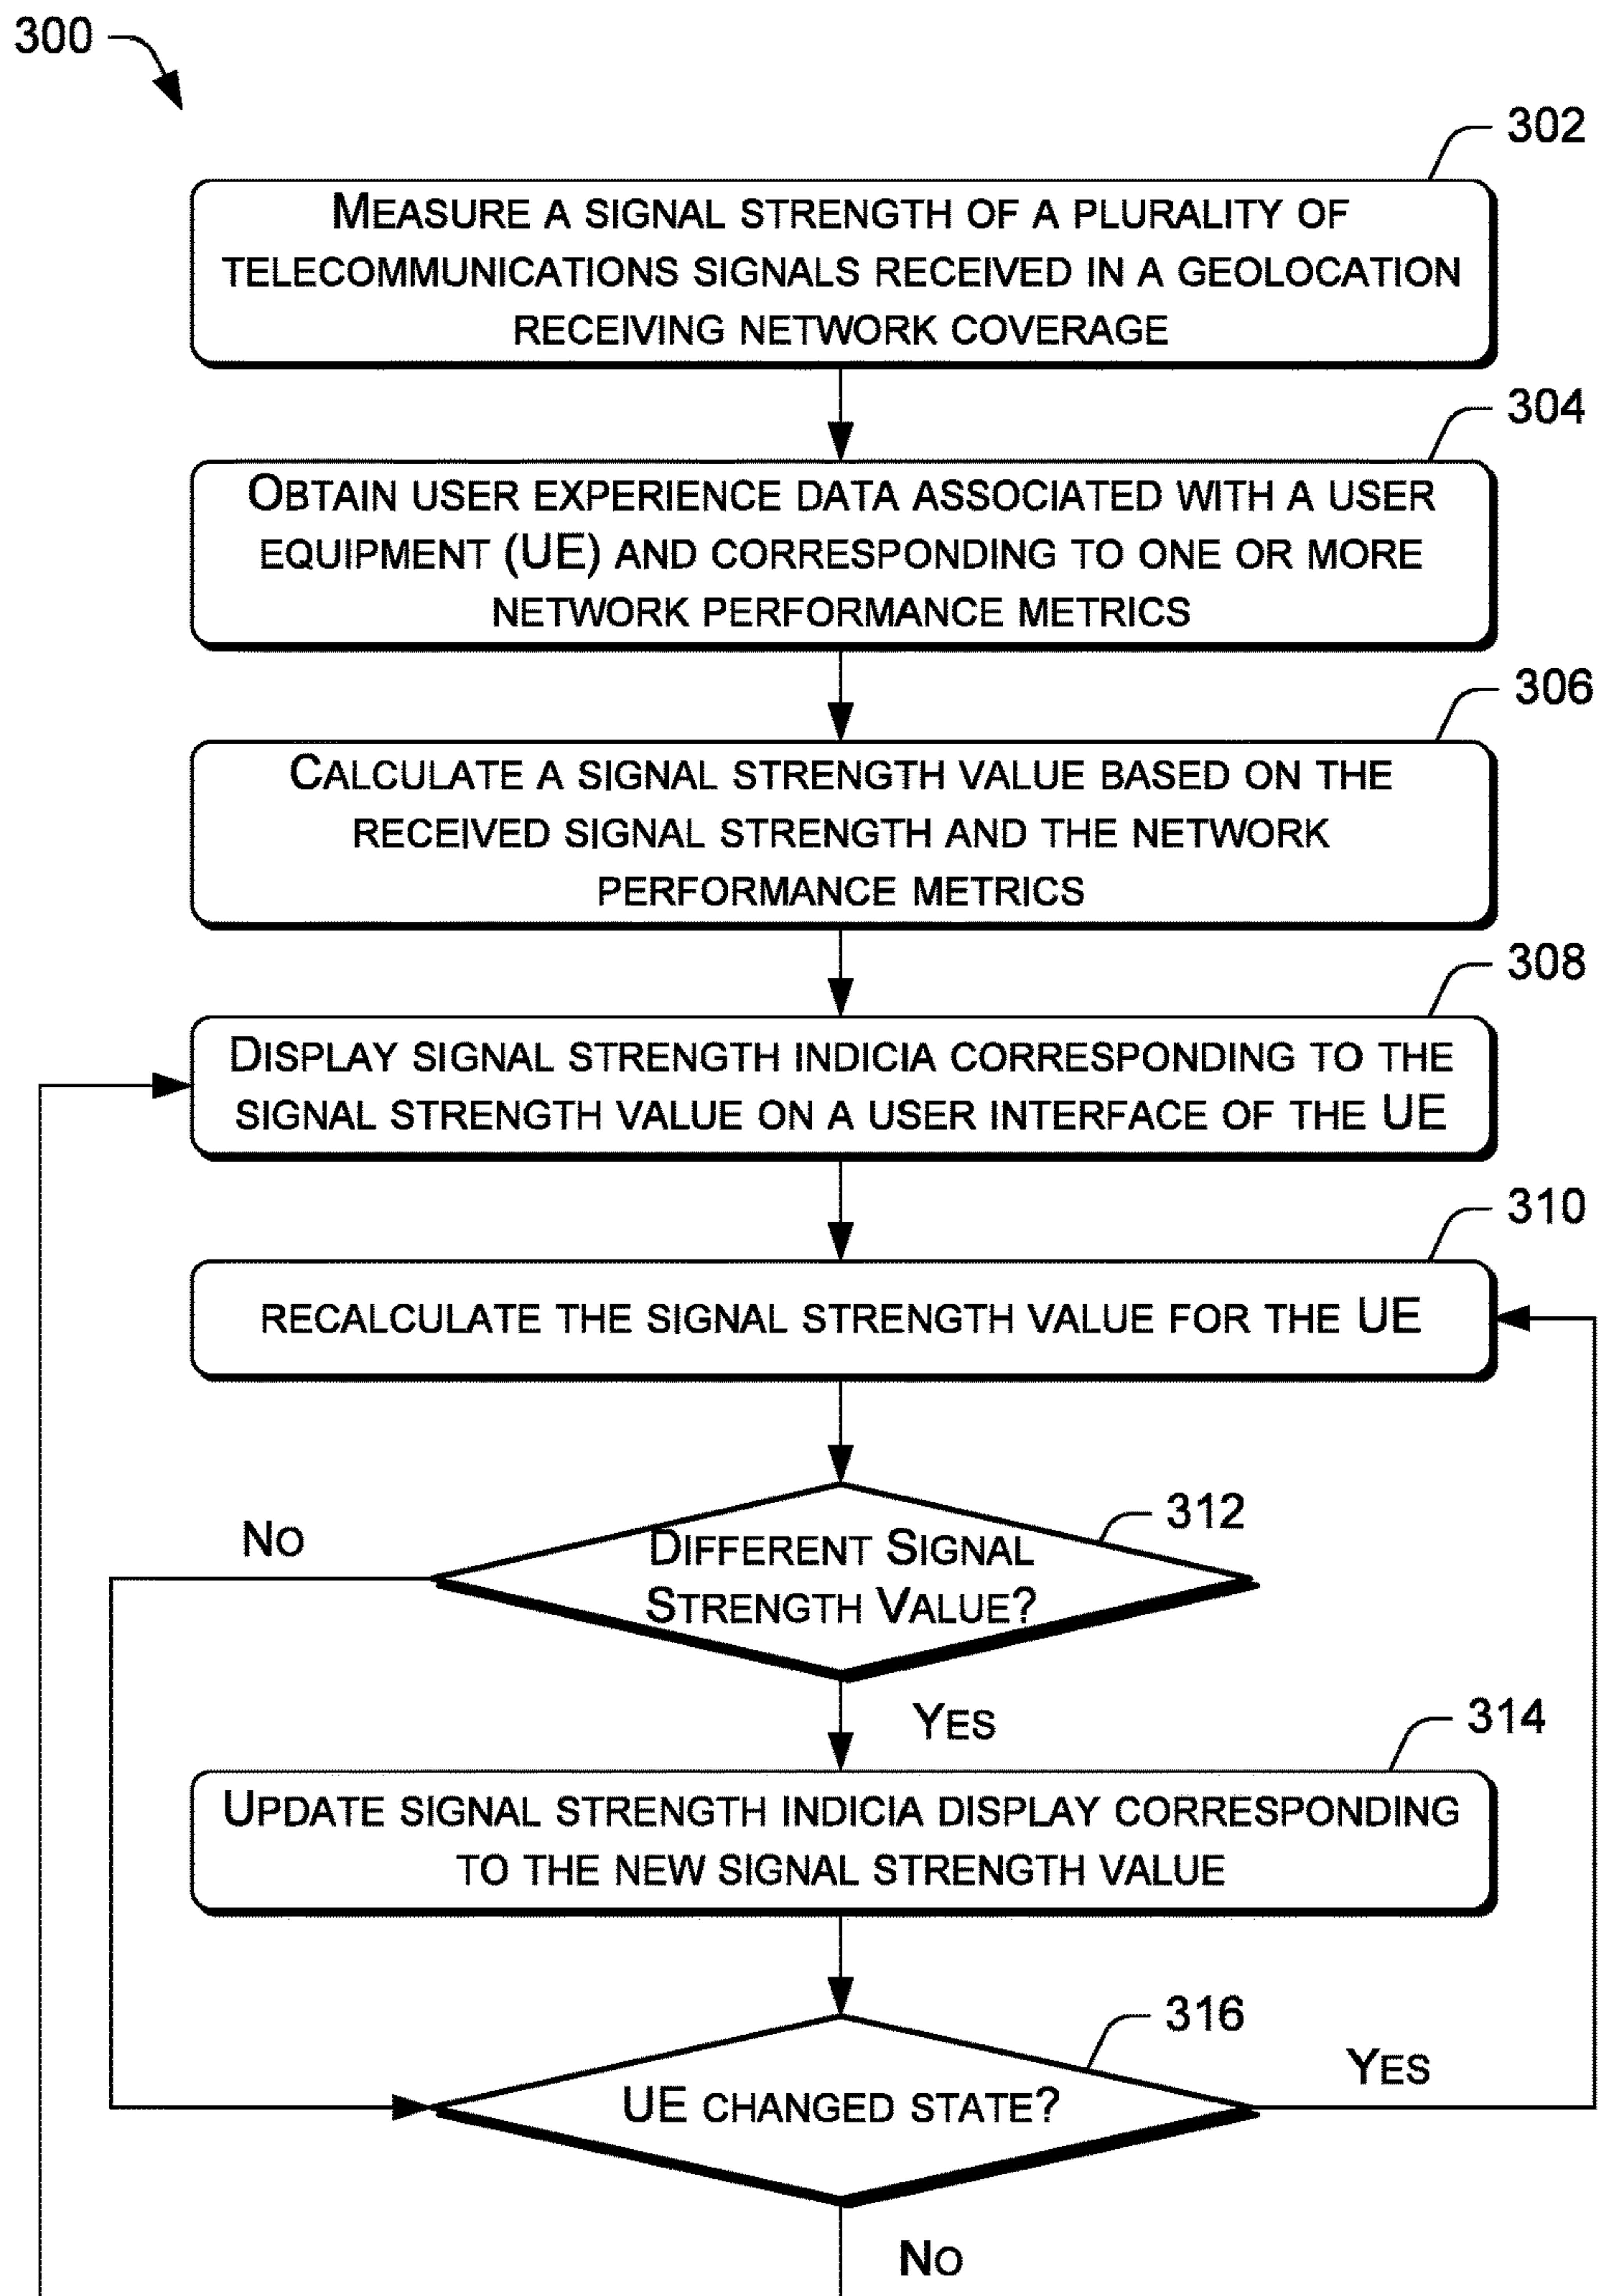 300
302
MEASURE A SIGNAL STRENGTH OF A PLURALITY OF
TELECOMMUNICATIONS SIGNALS RECEIVED IN A GEOLOCATION
RECEIVING NETWORK COVERAGE
304
OBTAIN USER EXPERIENCE DATA ASSOCIATED WITH A USER
EQUIPMENT (UE) AND CORRESPONDING TO ONE OR MORE
NETWORK PERFORMANCE METRICS
306
CALCULATE A SIGNAL STRENGTH VALUE BASED ON THE
RECEIVED SIGNAL STRENGTH AND THE NETWORK
PERFORMANCE METRICS
308
DISPLAY SIGNAL STRENGTH INDICIA CORRESPONDING TO THE
SIGNAL STRENGTH VALUE ON A USER INTERFACE OF THE UE
310
RECALCULATE THE SIGNAL STRENGTH VALUE FOR THE UE
312
NO
DIFFERENT SIGNAL
STRENGTH VALUE?
YES
314
UPDATE SIGNAL STRENGTH INDICIA DISPLAY CORRESPONDING
TO THE NEW SIGNAL STRENGTH VALUE
316
YES
UE CHANGED STATE?
NO